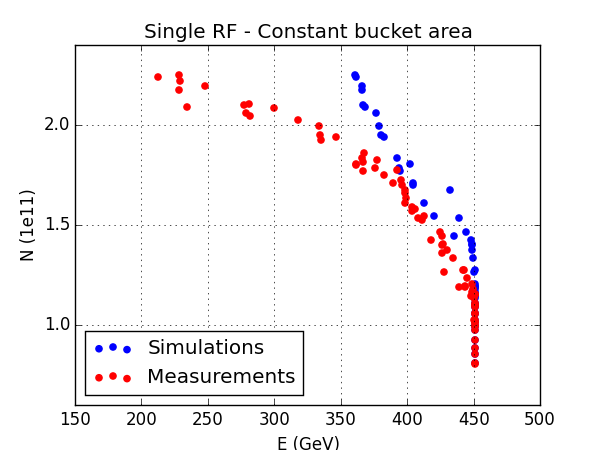 Single RF - Constant bucket area
N (1e11)
2.0
1.5
1.0
Simulations
Measurements
150 200 250 300 350 400 450 500
E (GeV)